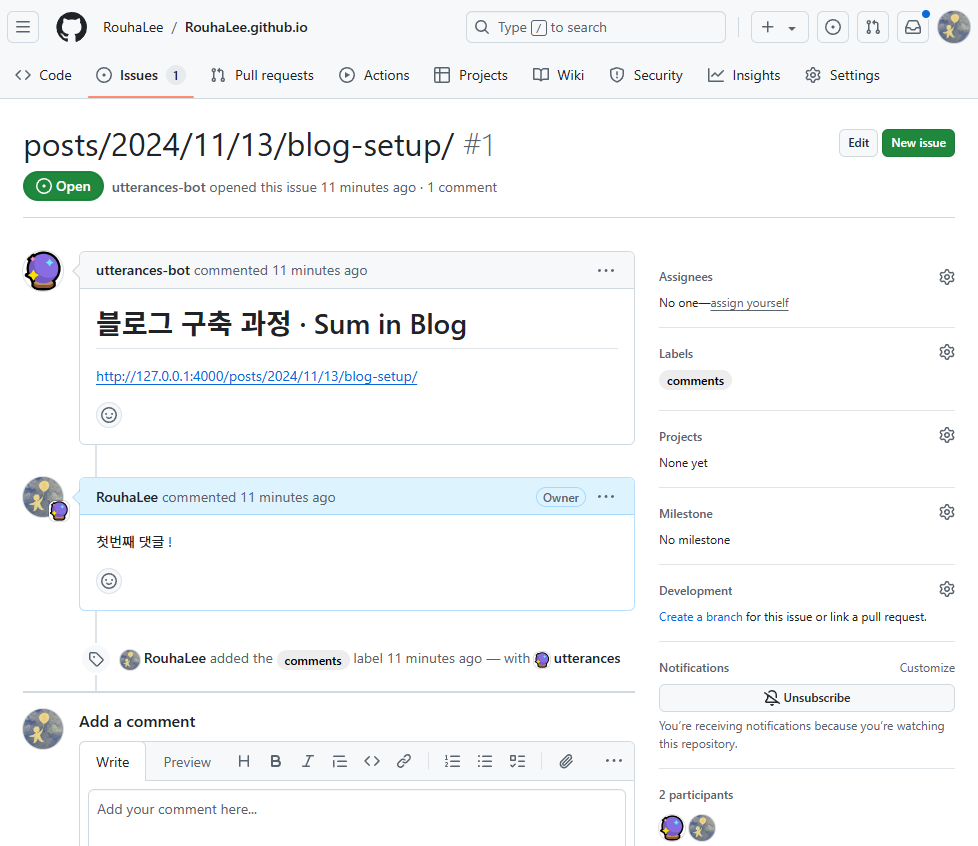 RouhaLee / RouhaLee.github.io
Type / to search
Code
Issues 1
Pull requests
Actions
Projects
Wiki
Security
Insights
Settings
posts/2024/11/13/blog-setup/ #1
Edit
New issue
Open
utterances-bot opened this issue 11 minutes ago · 1 comment
utterances-bot commented 11 minutes ago
블로그 구축 과정 · Sum in Blog
http://127.0.0.1:4000/posts/2024/11/13/blog-setup/
RouhaLee commented 11 minutes ago
Owner
첫번째 댓글 !
RouhaLee added the comments label 11 minutes ago — with utterances
Add a comment
Write
Preview
Add your comment here...
Assignees
No one—assign yourself
Labels
comments
Projects
None yet
Milestone
No milestone
Development
Create a branch for this issue or link a pull request.
Notifications
Customize
Unsubscribe
You're receiving notifications because you're watching
this repository.
2 participants